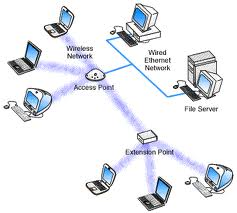 Wireless
Network
Wired
Ethernet
Network
Access Point
File Server
Extension Point